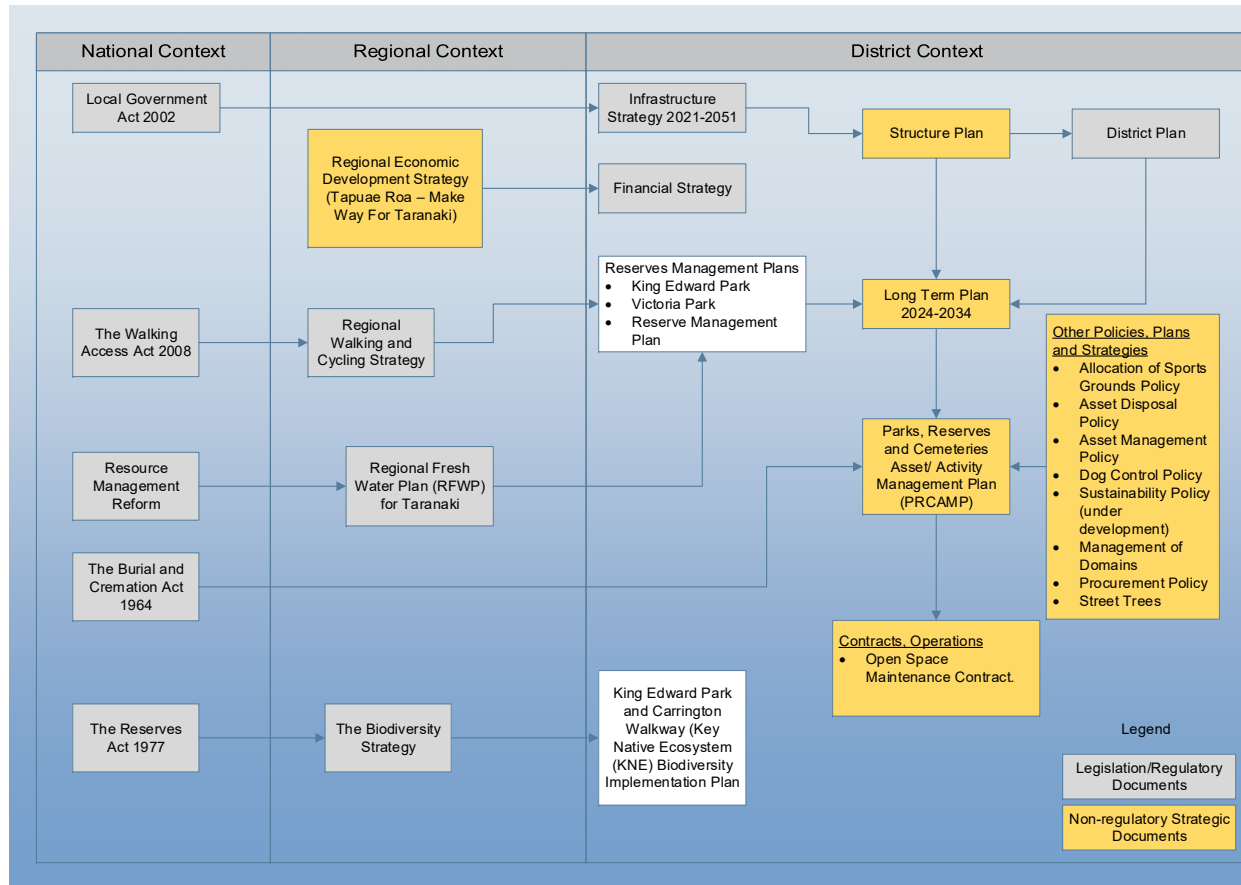 National Context
Regional Context
District Context
Local Government
Act 2002
Infrastructure
Strategy 2021-2051
Structure Plan
District Plan
Regional Economic
Development Strategy
(Tapuae Roa – Make
Way For Taranaki)
Financial Strategy
Reserves Management Plans
• King Edward Park
• Victoria Park
• Reserve Management
Plan
Long Term Plan
2024-2034
The Walking
Access Act 2008
Regional
Walking and
Cycling Strategy
Other Policies, Plans
and Strategies
• Allocation of Sports
Grounds Policy
• Asset Disposal
Policy
• Asset Management
Policy
• Dog Control Policy
• Sustainability Policy
(under
development)
• Management of
Domains
• Procurement Policy
• Street Trees
Resource
Management
Reform
Regional Fresh
Water Plan (RFWP)
for Taranaki
Parks, Reserves
and Cemeteries
Asset/ Activity
Management Plan
(PRCAMP)
The Burial and
Cremation Act
1964
Contracts, Operations
• Open Space
Maintenance Contract.
The Reserves
Act 1977
The Biodiversity
Strategy
King Edward Park
and Carrington
Walkway (Key
Native Ecosystem
(KNE) Biodiversity
Implementation Plan
Legend
Legislation/Regulatory
Documents
Non-regulatory Strategic
Documents